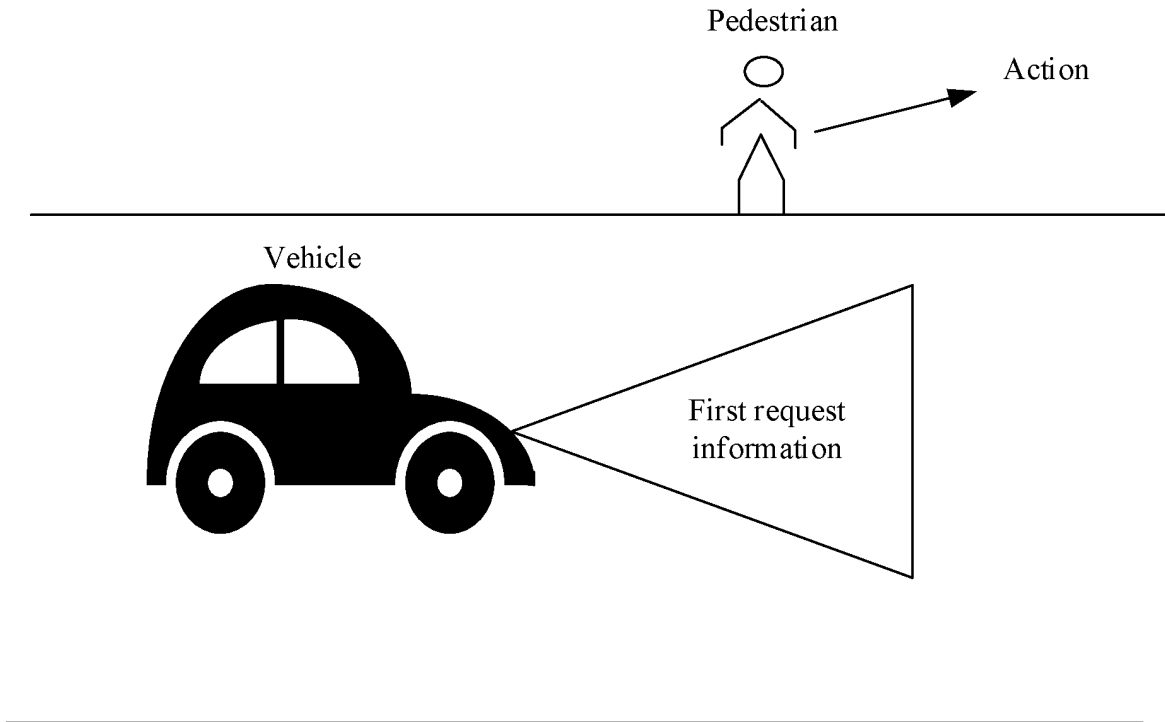 Pedestrian
Action
Vehicle
First request
information